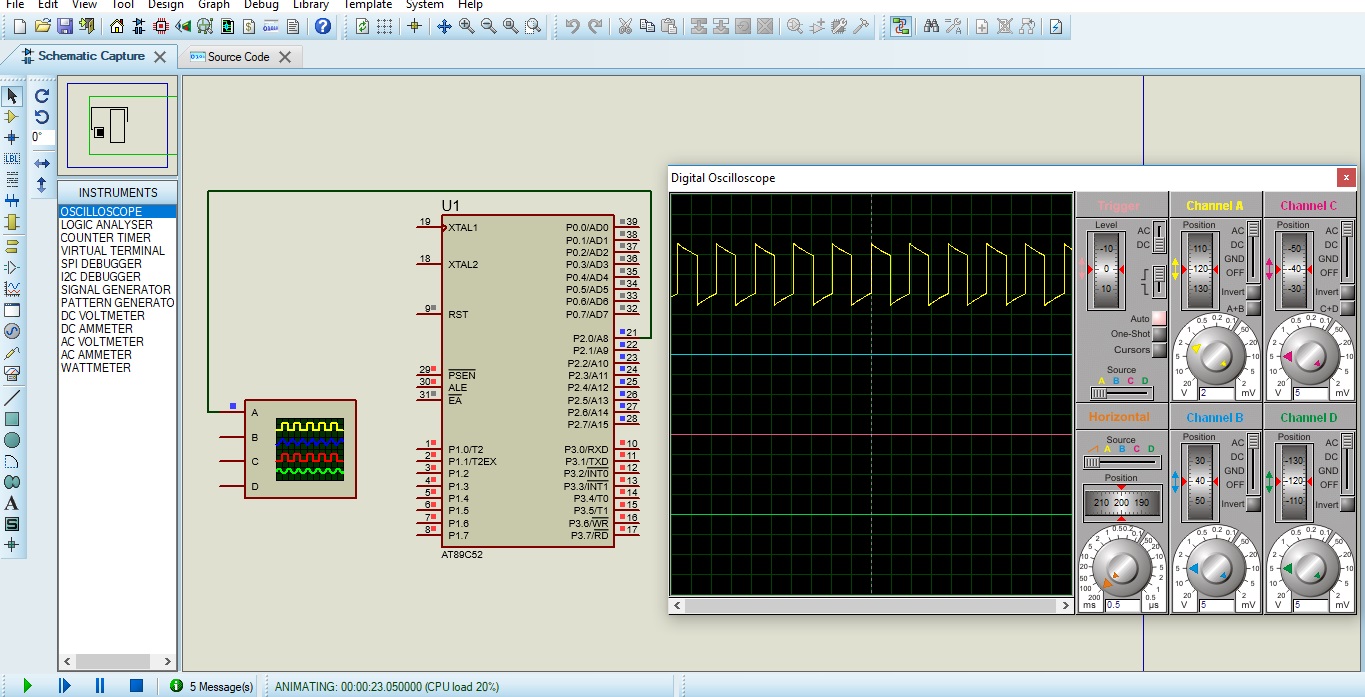 File Edit View Tool Design Graph Debug Library Template System Help
Schematic Capture Source Code
0°
LBL
A
S
INSTRUMENTS
OSCILLOSCOPE
LOGIC ANALYSER
COUNTER TIMER
VIRTUAL TERMINAL
SPI DEBUGGER
I2C DEBUGGER
SIGNAL GENERATOR
PATTERN GENERATO
DC VOLTMETER
DC AMMETER
AC VOLTMETER
AC AMMETER
WATTMETER
U1
19 XTAL1
18 XTAL2
9 RST
29 PSEN
30 ALE
31 EA
1 P1.0/T2
2 P1.1/T2EX
3 P1.2
4 P1.3
5 P1.4
6 P1.5
7 P1.6
8 P1.7
P0.0/AD0 39
P0.1/AD1 38
P0.2/AD2 37
P0.3/AD3 36
P0.4/AD4 35
P0.5/AD5 34
P0.6/AD6 33
P0.7/AD7 32
P2.0/A8 21
P2.1/A9 22
P2.2/A10 23
P2.3/A11 24
P2.4/A12 25
P2.5/A13 26
P2.6/A14 27
P2.7/A15 28
P3.0/RXD 10
P3.1/TXD 11
P3.2/INT0 12
P3.3/INT1 13
P3.4/T0 14
P3.5/T1 15
P3.6/WR 16
P3.7/RD 17
AT89C52
A
B
C
D
Digital Oscilloscope
Trigger
Level
-10
0
10
AC
DC
Auto
One-Shot
Cursors
Source
A B C D
Channel A
Position
110
120
130
AC
DC
GND
OFF
Invert
A+B
V 2 mV
Channel C
Position
-50
-40
-30
AC
DC
GND
OFF
Invert
C+D
V 5 mV
Horizontal
Source
A B C D
Position
210 200 190
ms 0.5 µs
Channel B
Position
30
40
50
AC
DC
GND
OFF
Invert
V 5 mV
Channel D
Position
-130
-120
-110
AC
DC
GND
OFF
Invert
V 5 mV
5 Message(s) ANIMATING: 00:00:23.050000 (CPU load 20%)